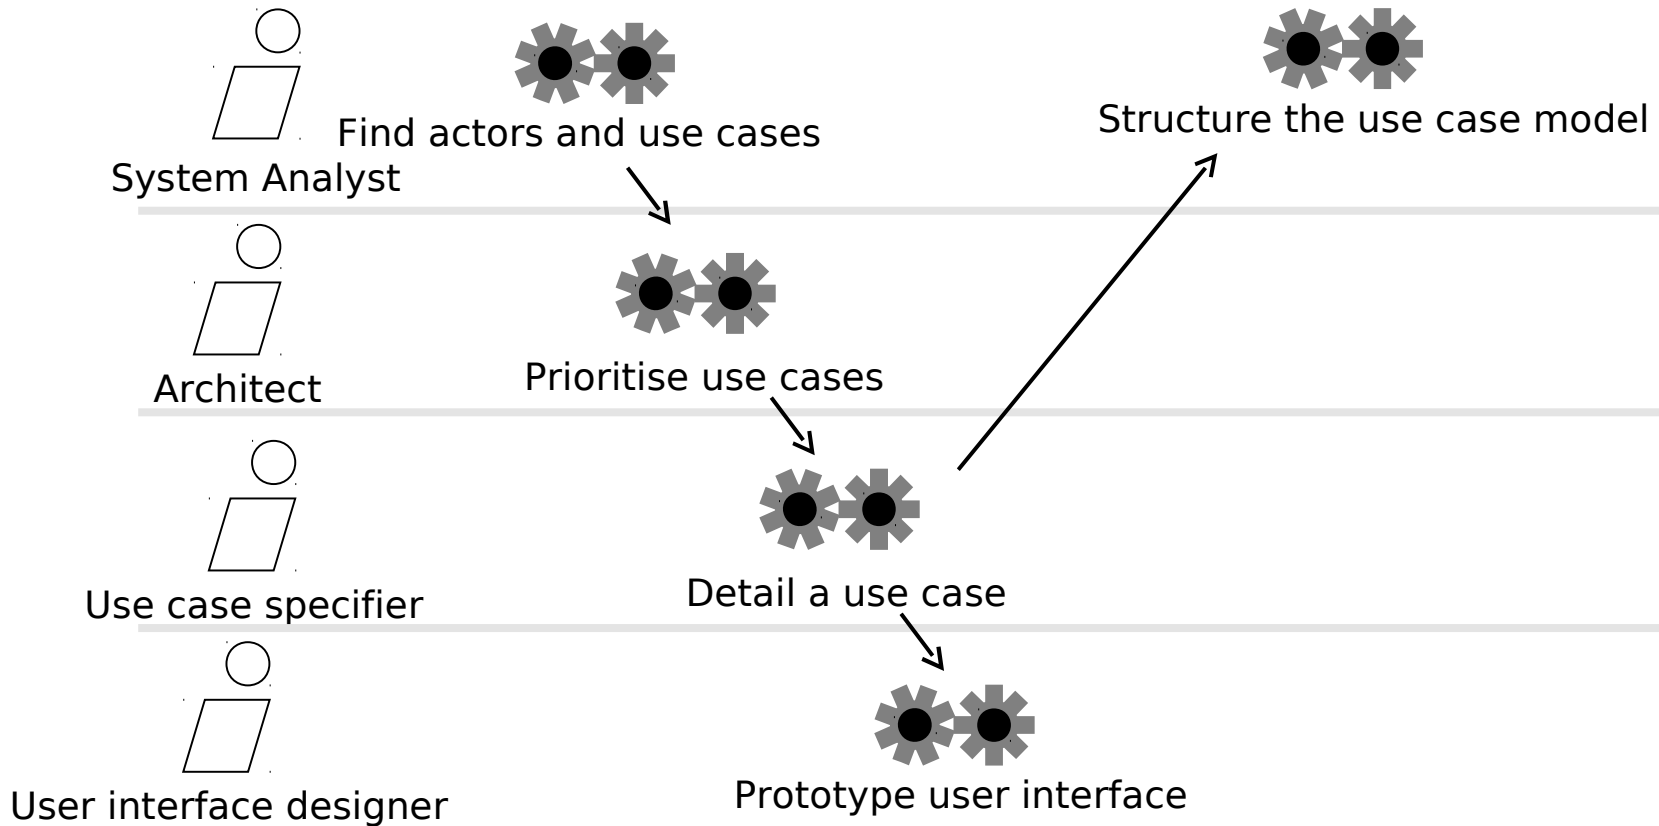 Find actors and use cases
Structure the use case model
System Analyst
Prioritise use cases
Architect
Detail a use case
Use case specifier
Prototype user interface
User interface designer